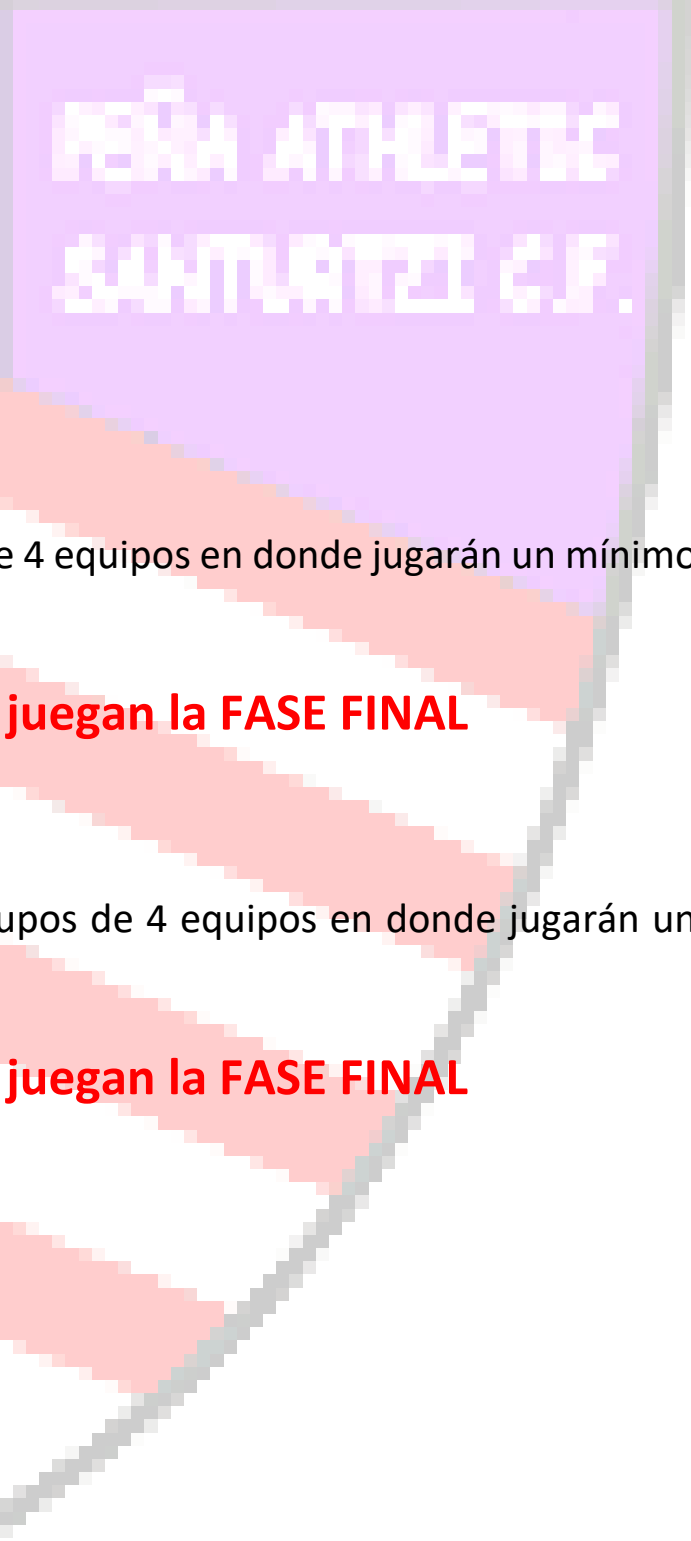 PEÑA ATHLETIC
SANTURTZI C.F.
e 4 equipos en donde jugarán un mínimo
juegan la FASE FINAL
upos de 4 equipos en donde jugarán un
juegan la FASE FINAL